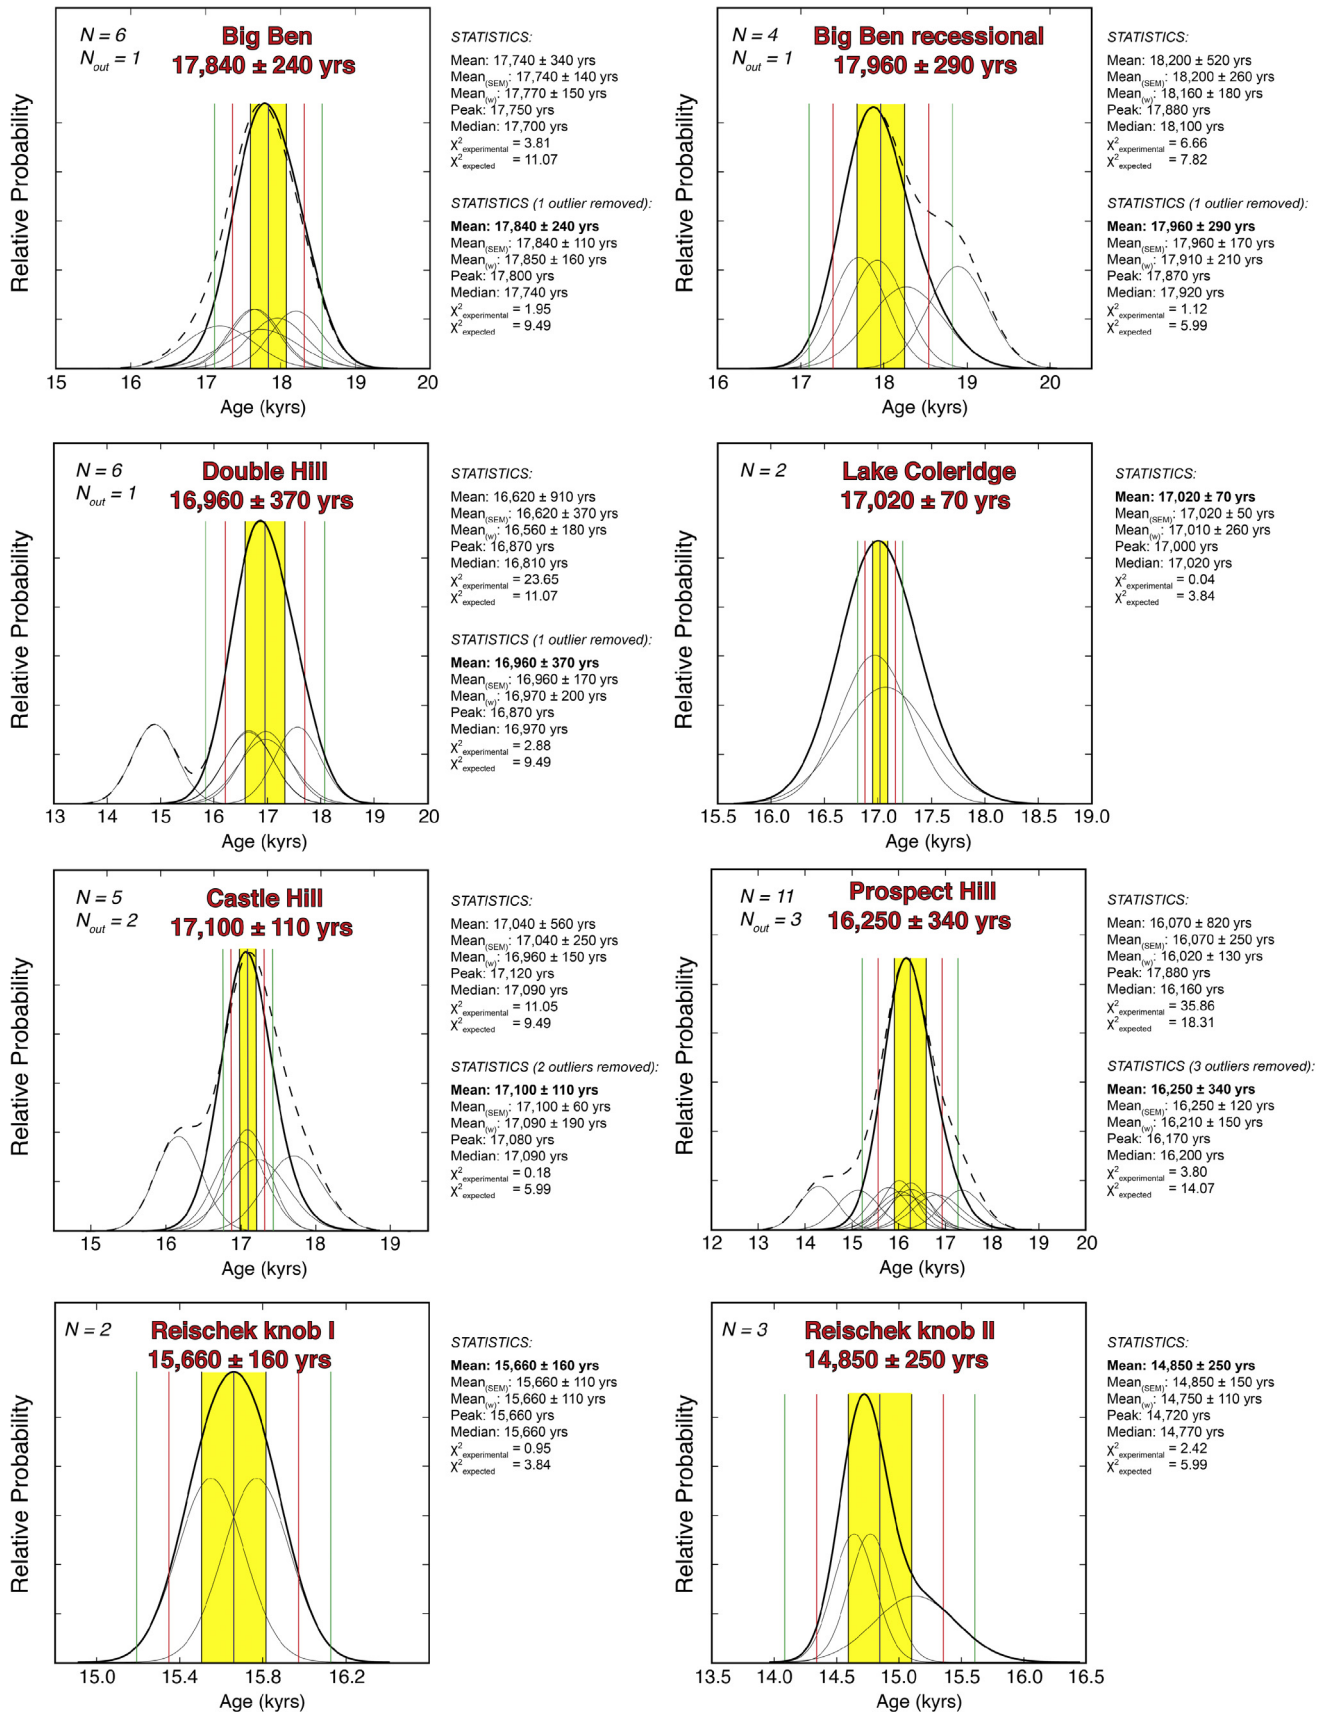 N = 6
N_out = 1
Big Ben
17,840 ± 240 yrs
Relative Probability
15 16 17 18 19 20
Age (kyrs)
STATISTICS:
Mean: 17,740 ± 340 yrs
Mean(SEM): 17,740 ± 140 yrs
Mean(w): 17,770 ± 150 yrs
Peak: 17,750 yrs
Median: 17,700 yrs
χ²experimental = 3.81
χ²expected = 11.07
STATISTICS (1 outlier removed):
Mean: 17,840 ± 240 yrs
Mean(SEM): 17,840 ± 110 yrs
Mean(w): 17,850 ± 160 yrs
Peak: 17,800 yrs
Median: 17,740 yrs
χ²experimental = 1.95
χ²expected = 9.49
N = 4
N_out = 1
Big Ben recessional
17,960 ± 290 yrs
Relative Probability
16 17 18 19 20
Age (kyrs)
STATISTICS:
Mean: 18,200 ± 520 yrs
Mean(SEM): 18,200 ± 260 yrs
Mean(w): 18,160 ± 180 yrs
Peak: 17,880 yrs
Median: 18,100 yrs
χ²experimental = 6.66
χ²expected = 7.82
STATISTICS (1 outlier removed):
Mean: 17,960 ± 290 yrs
Mean(SEM): 17,960 ± 170 yrs
Mean(w): 17,910 ± 210 yrs
Peak: 17,870 yrs
Median: 17,920 yrs
χ²experimental = 1.12
χ²expected = 5.99
N = 6
N_out = 1
Double Hill
16,960 ± 370 yrs
Relative Probability
13 14 15 16 17 18 19 20
Age (kyrs)
STATISTICS:
Mean: 16,620 ± 910 yrs
Mean(SEM): 16,620 ± 370 yrs
Mean(w): 16,560 ± 180 yrs
Peak: 16,870 yrs
Median: 16,810 yrs
χ²experimental = 23.65
χ²expected = 11.07
STATISTICS (1 outlier removed):
Mean: 16,960 ± 370 yrs
Mean(SEM): 16,960 ± 170 yrs
Mean(w): 16,970 ± 200 yrs
Peak: 16,870 yrs
Median: 16,970 yrs
χ²experimental = 2.88
χ²expected = 9.49
N = 2
Lake Coleridge
17,020 ± 70 yrs
Relative Probability
15.5 16.0 16.5 17.0 17.5 18.0 18.5 19.0
Age (kyrs)
STATISTICS:
Mean: 17,020 ± 70 yrs
Mean(SEM): 17,020 ± 50 yrs
Mean(w): 17,010 ± 260 yrs
Peak: 17,000 yrs
Median: 17,020 yrs
χ²experimental = 0.04
χ²expected = 3.84
N = 5
N_out = 2
Castle Hill
17,100 ± 110 yrs
Relative Probability
15 16 17 18 19
Age (kyrs)
STATISTICS:
Mean: 17,040 ± 560 yrs
Mean(SEM): 17,040 ± 250 yrs
Mean(w): 16,960 ± 150 yrs
Peak: 17,120 yrs
Median: 17,090 yrs
χ²experimental = 11.05
χ²expected = 9.49
STATISTICS (2 outliers removed):
Mean: 17,100 ± 110 yrs
Mean(SEM): 17,100 ± 60 yrs
Mean(w): 17,090 ± 190 yrs
Peak: 17,080 yrs
Median: 17,090 yrs
χ²experimental = 0.18
χ²expected = 5.99
N = 11
N_out = 3
Prospect Hill
16,250 ± 340 yrs
Relative Probability
12 13 14 15 16 17 18 19 20
Age (kyrs)
STATISTICS:
Mean: 16,070 ± 820 yrs
Mean(SEM): 16,070 ± 250 yrs
Mean(w): 16,020 ± 130 yrs
Peak: 17,880 yrs
Median: 16,160 yrs
χ²experimental = 35.86
χ²expected = 18.31
STATISTICS (3 outliers removed):
Mean: 16,250 ± 340 yrs
Mean(SEM): 16,250 ± 120 yrs
Mean(w): 16,210 ± 150 yrs
Peak: 16,170 yrs
Median: 16,200 yrs
χ²experimental = 3.80
χ²expected = 14.07
N = 2
Reischek knob I
15,660 ± 160 yrs
Relative Probability
15.0 15.4 15.8 16.2
Age (kyrs)
STATISTICS:
Mean: 15,660 ± 160 yrs
Mean(SEM): 15,660 ± 110 yrs
Mean(w): 15,660 ± 110 yrs
Peak: 15,660 yrs
Median: 15,660 yrs
χ²experimental = 0.95
χ²expected = 3.84
N = 3
Reischek knob II
14,850 ± 250 yrs
Relative Probability
13.5 14.0 14.5 15.0 15.5 16.0 16.5
Age (kyrs)
STATISTICS:
Mean: 14,850 ± 250 yrs
Mean(SEM): 14,850 ± 150 yrs
Mean(w): 14,750 ± 110 yrs
Peak: 14,720 yrs
Median: 14,770 yrs
χ²experimental = 2.42
χ²expected = 5.99